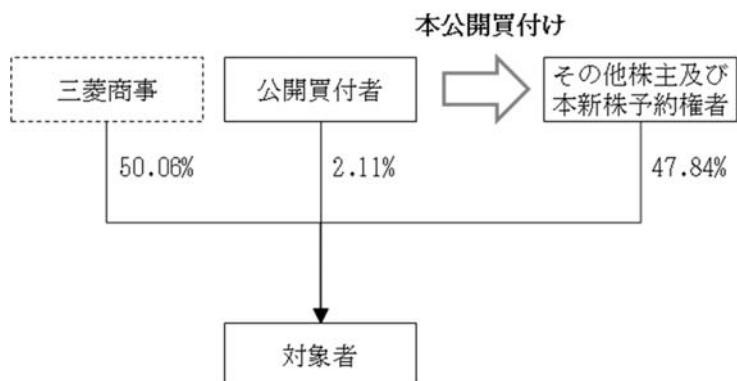 本公開買付け
三菱商事
公開買付者
その他株主及び
本新株予約権者
50.06%
2.11%
47.84%
対象者